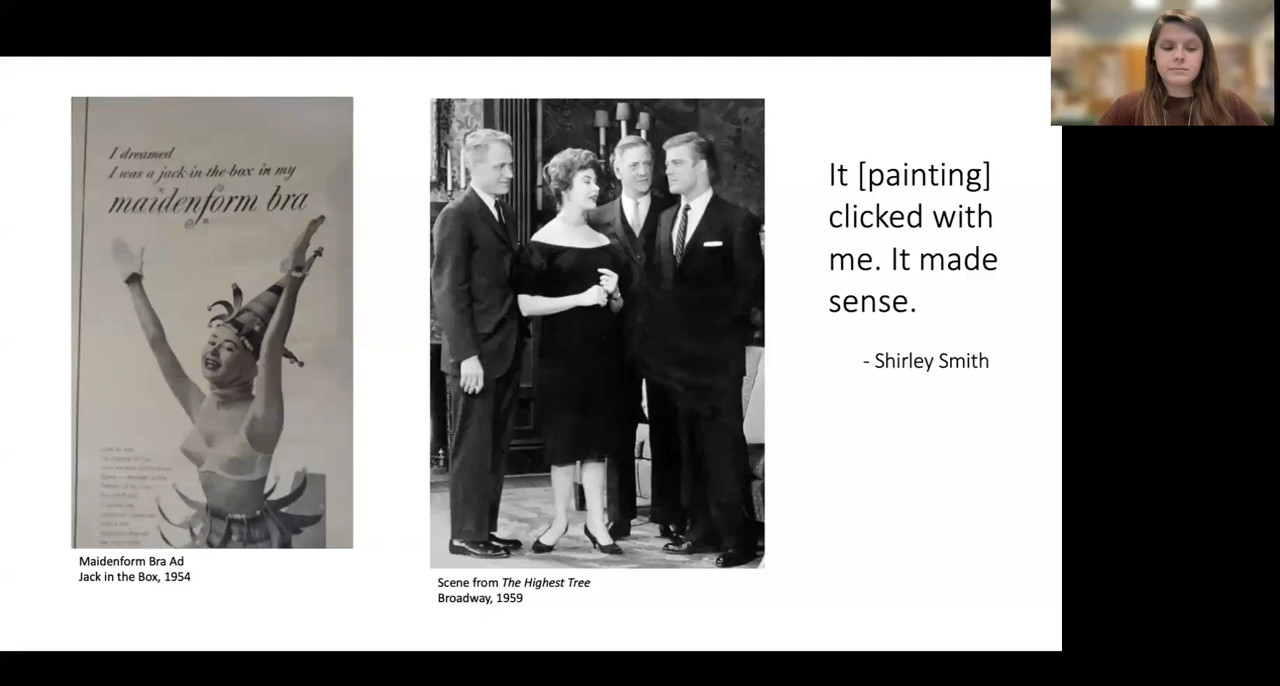 I dreamed
I was a jack-in-the-box in my
maidenform bra
Maidenform Bra Ad
Jack in the Box, 1954
Scene from The Highest Tree
Broadway, 1959
It [painting]
clicked with
me. It made
sense.
- Shirley Smith